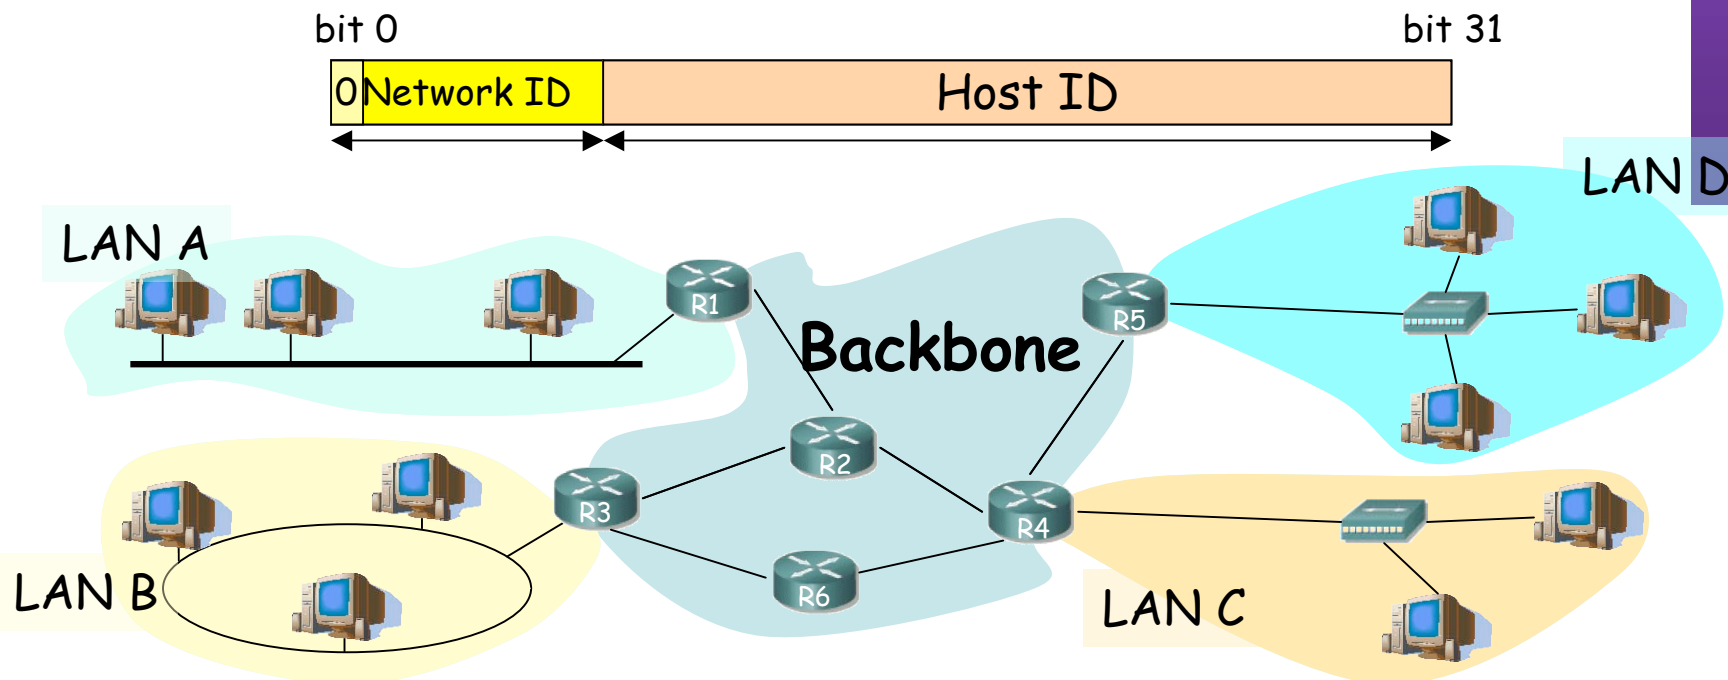 bit 0
bit 31
0 Network ID
Host ID
LAN D
LAN A
R1
R5
Backbone
R2
R3
R4
LAN B
R6
LAN C